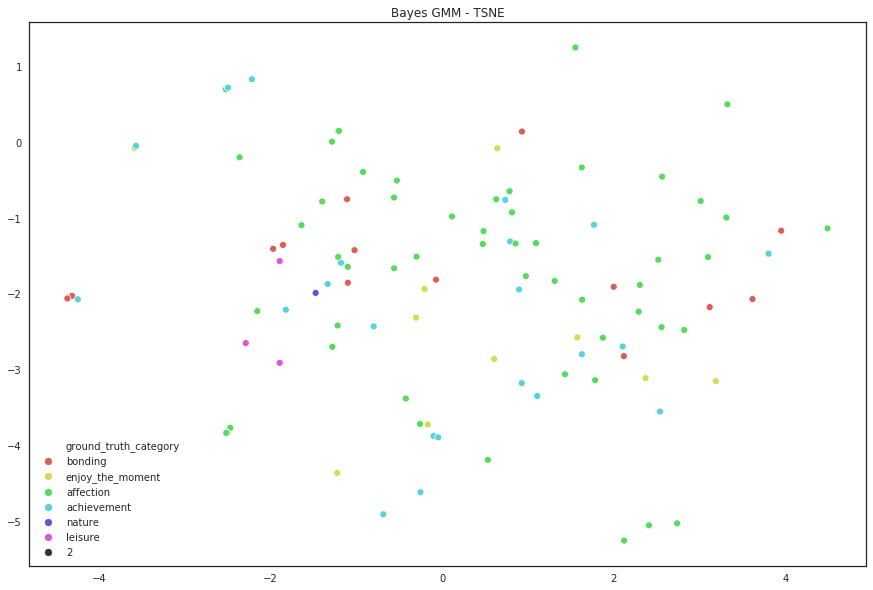 Bayes GMM - TSNE
1
0
−1
−2
−3
−4
−5
ground_truth_category
bonding
enjoy_the_moment
affection
achievement
nature
leisure
2
−4
−2
0
2
4